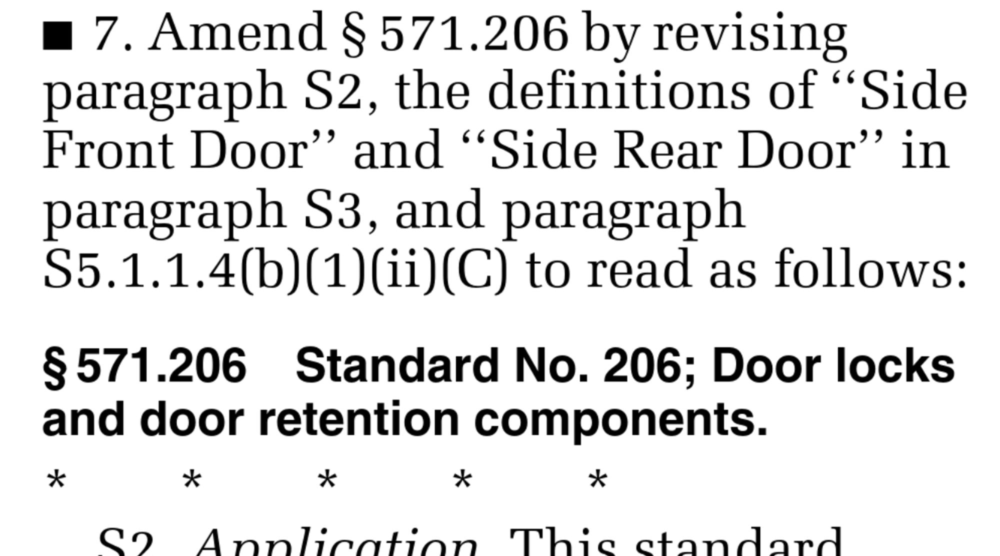 ■ 7. Amend § 571.206 by revising
paragraph S2, the definitions of ‘‘Side
Front Door’’ and ‘‘Side Rear Door’’ in
paragraph S3, and paragraph
S5.1.1.4(b)(1)(ii)(C) to read as follows:
§ 571.206 Standard No. 206; Door locks
and door retention components.
* * * * *
S2. Application. This standard